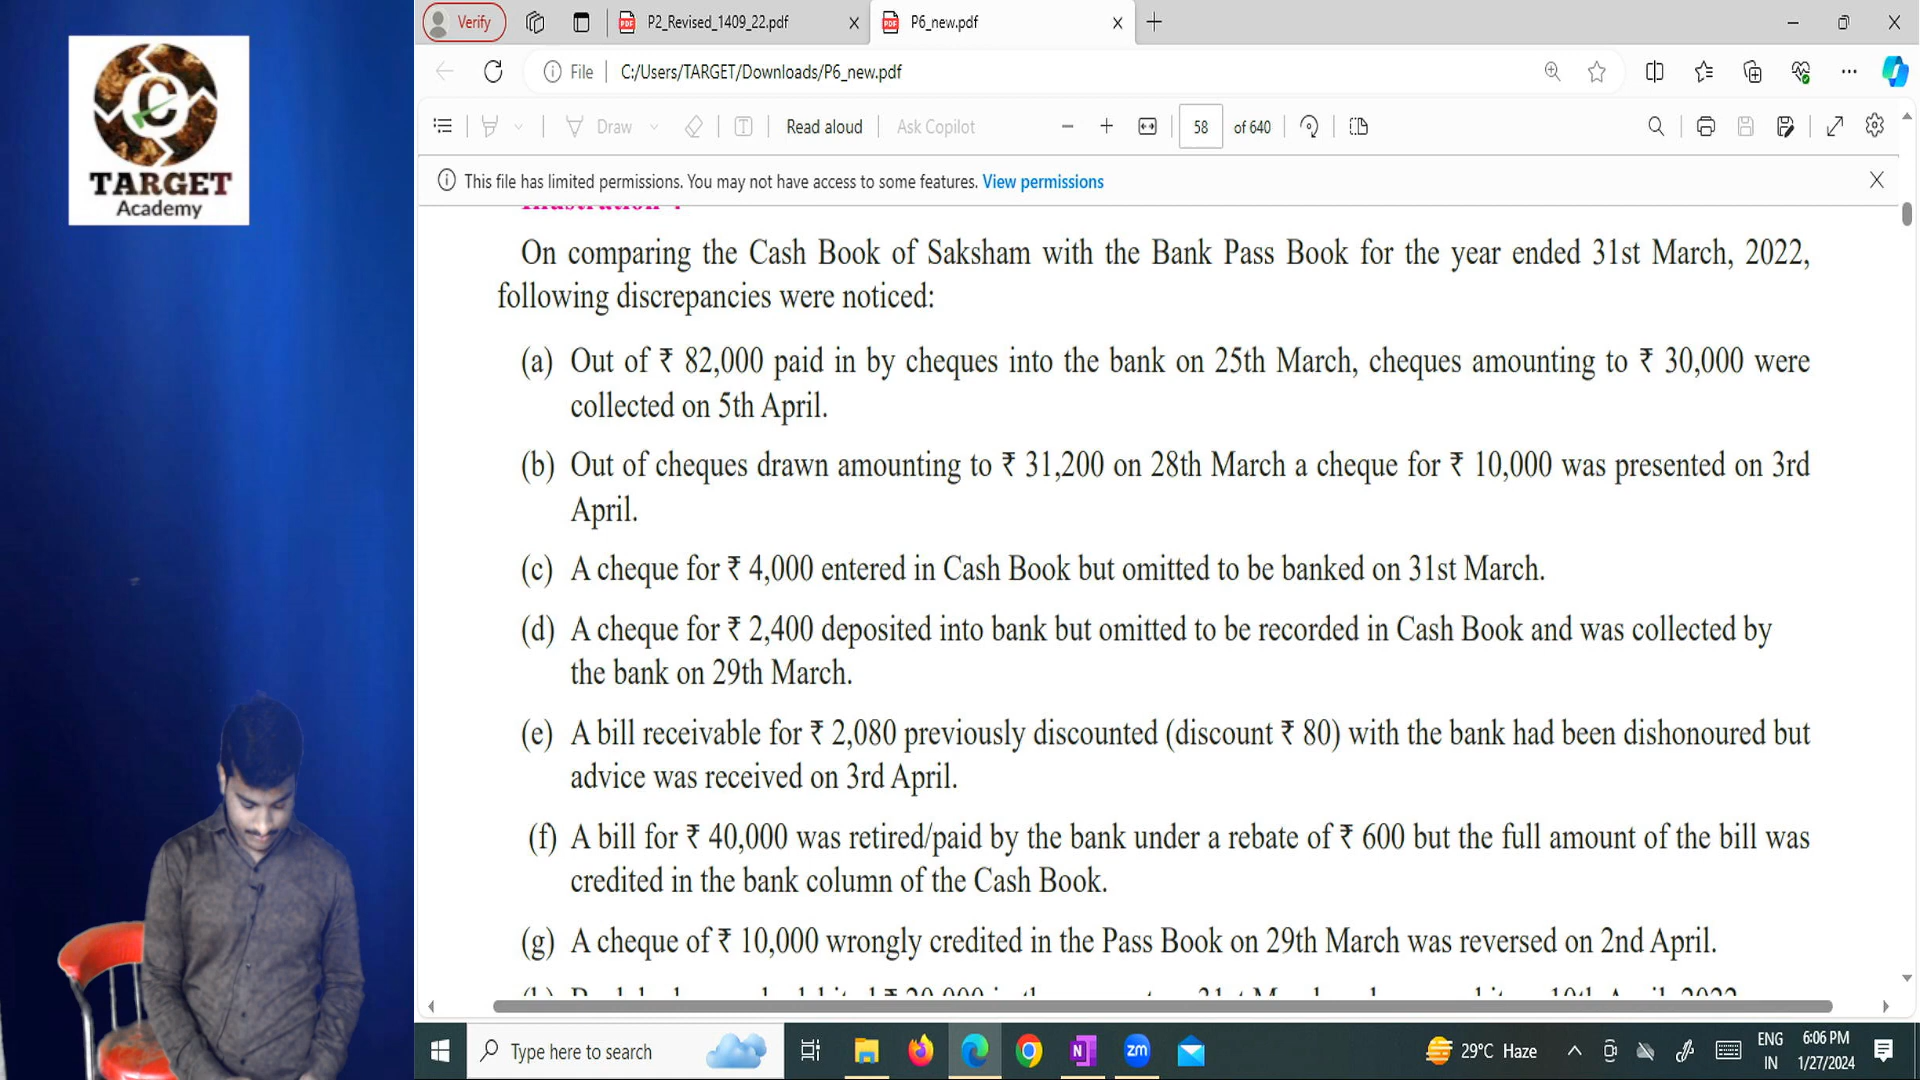 TARGET
Academy
Verify
P2_Revised_1409_22.pdf
P6_new.pdf
File
C:/Users/TARGET/Downloads/P6_new.pdf
Draw
Read aloud
Ask Copilot
58
of 640
This file has limited permissions. You may not have access to some features. View permissions
On comparing the Cash Book of Saksham with the Bank Pass Book for the year ended 31st March, 2022,
following discrepancies were noticed:
(a) Out of ₹ 82,000 paid in by cheques into the bank on 25th March, cheques amounting to ₹ 30,000 were
collected on 5th April.
(b) Out of cheques drawn amounting to ₹ 31,200 on 28th March a cheque for ₹ 10,000 was presented on 3rd
April.
(c) A cheque for ₹ 4,000 entered in Cash Book but omitted to be banked on 31st March.
(d) A cheque for ₹ 2,400 deposited into bank but omitted to be recorded in Cash Book and was collected by
the bank on 29th March.
(e) A bill receivable for ₹ 2,080 previously discounted (discount ₹ 80) with the bank had been dishonoured but
advice was received on 3rd April.
(f) A bill for ₹ 40,000 was retired/paid by the bank under a rebate of ₹ 600 but the full amount of the bill was
credited in the bank column of the Cash Book.
(g) A cheque of ₹ 10,000 wrongly credited in the Pass Book on 29th March was reversed on 2nd April.
Type here to search
29°C Haze
ENG
IN
6:06 PM
1/27/2024